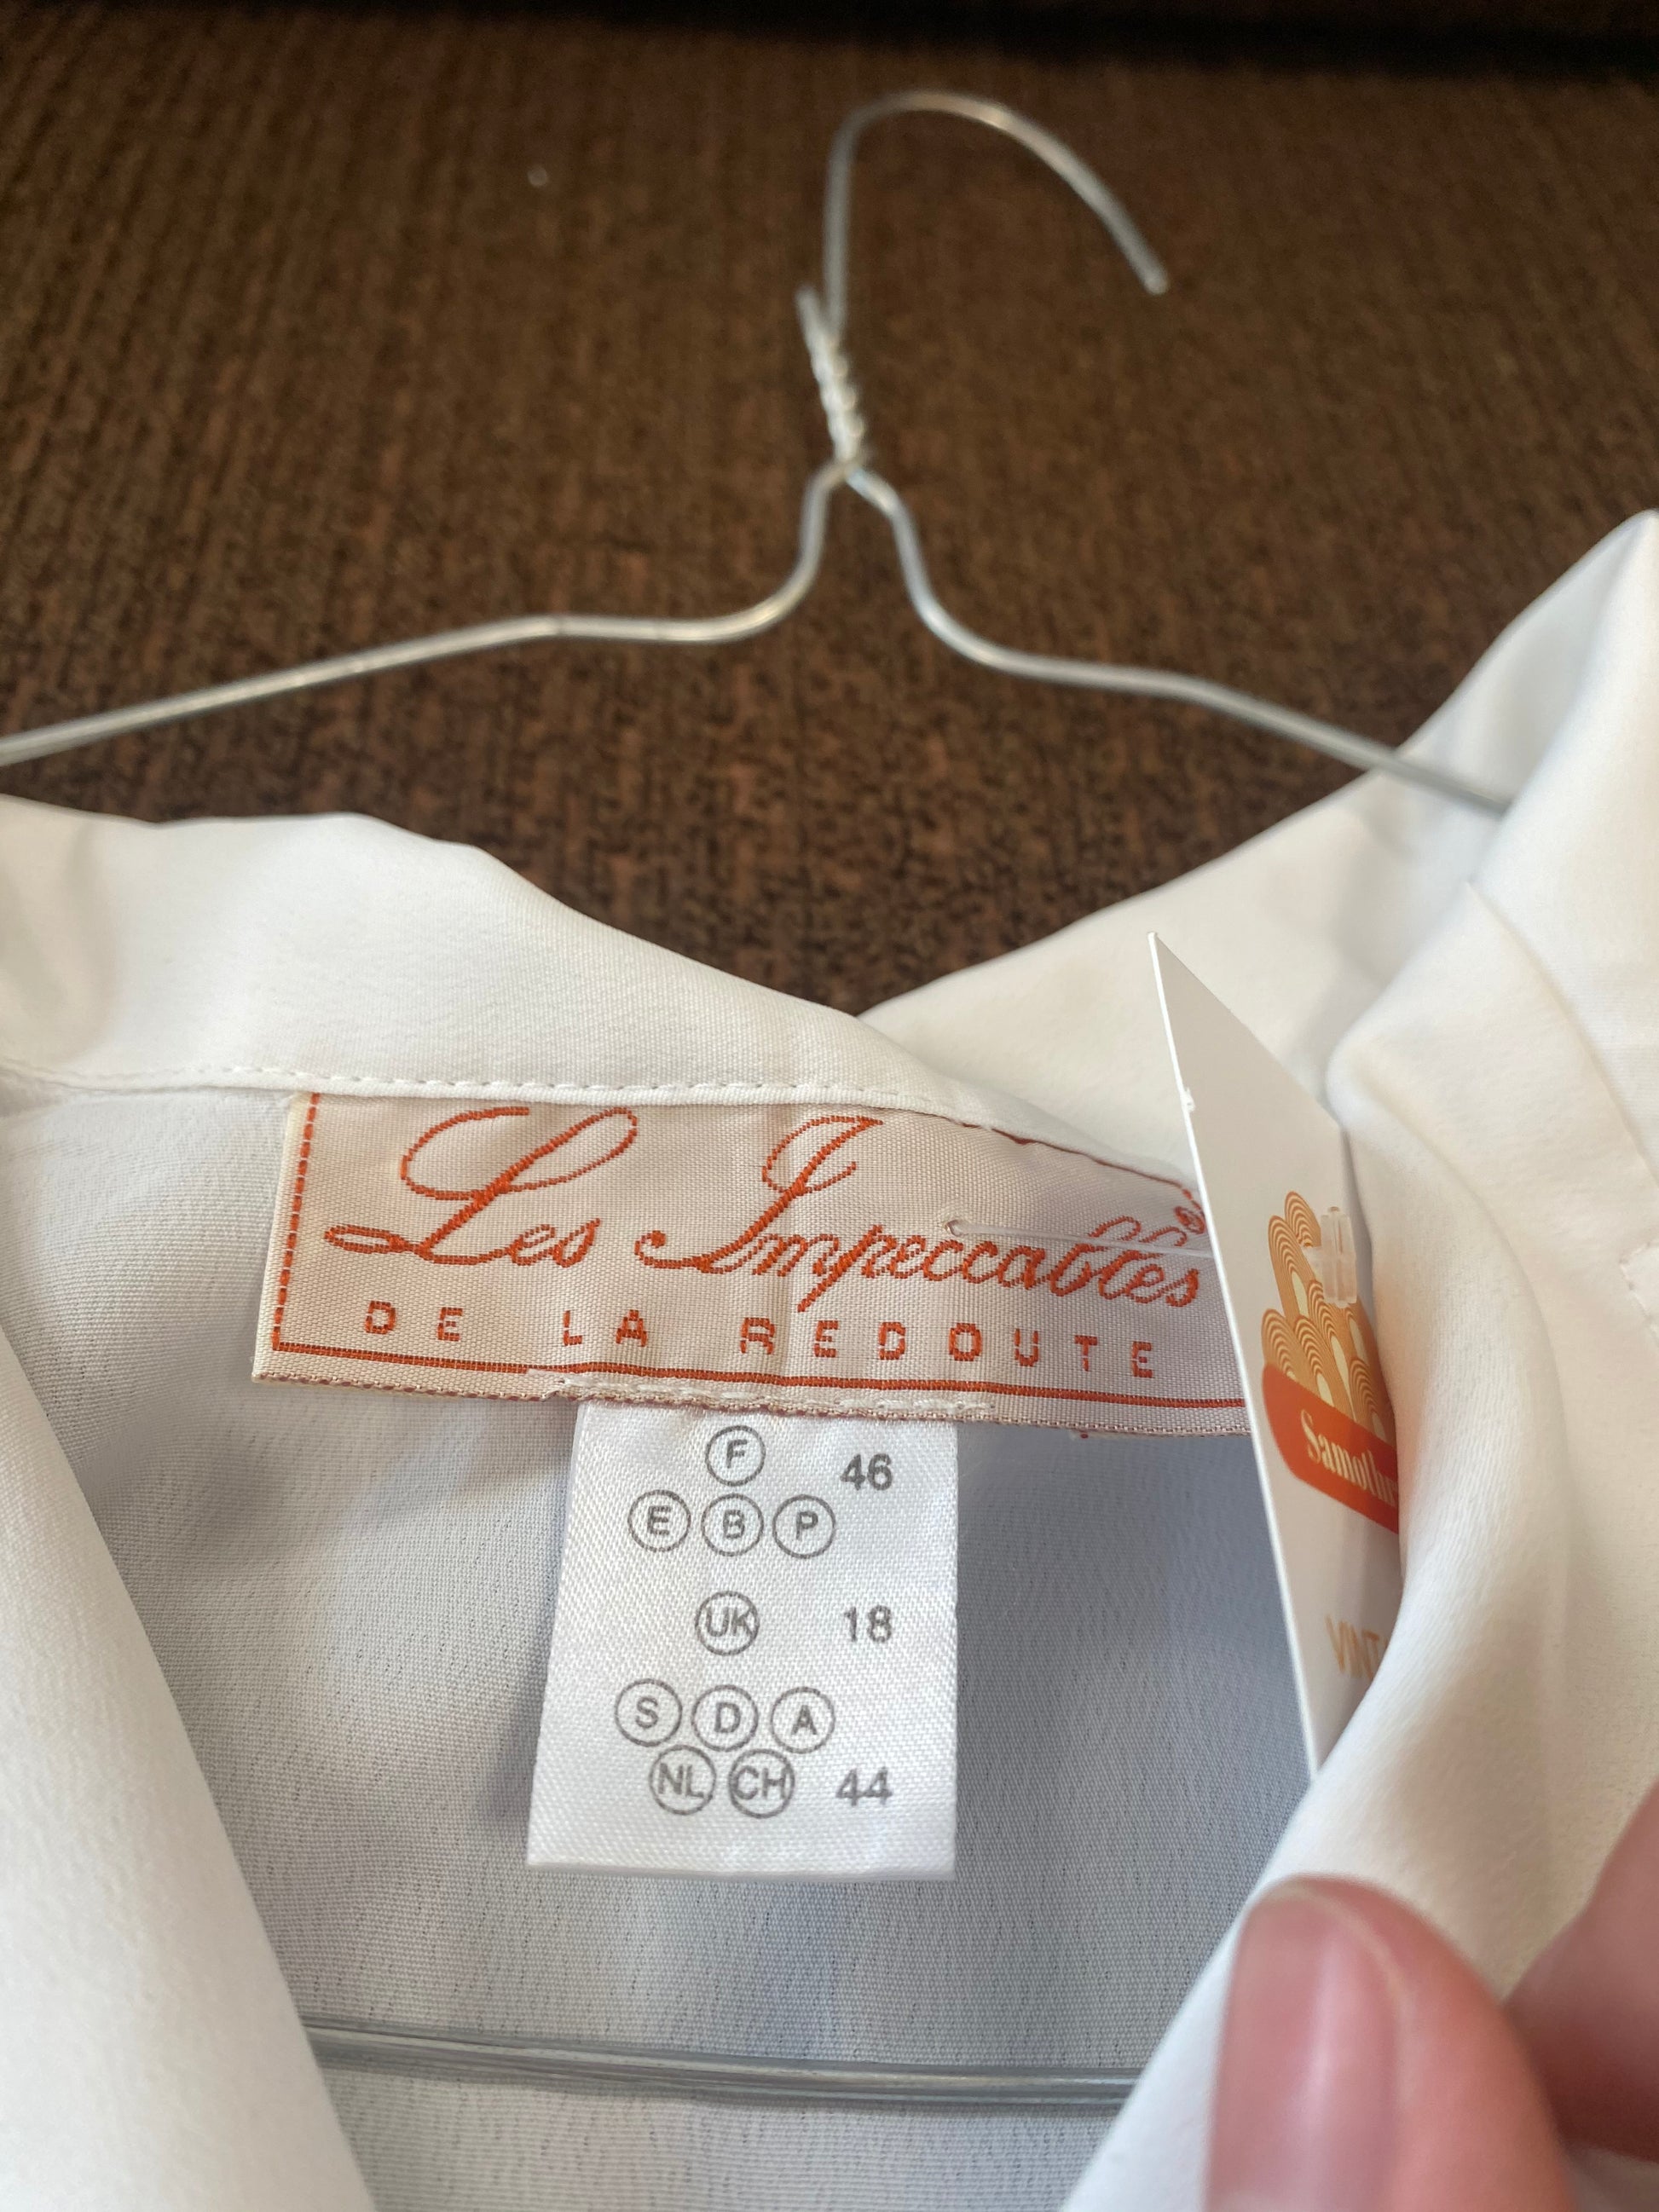 Les Impeccables®
DE LA REDOUTE
F 46
E B P
UK 18
S D A
NL CH 44